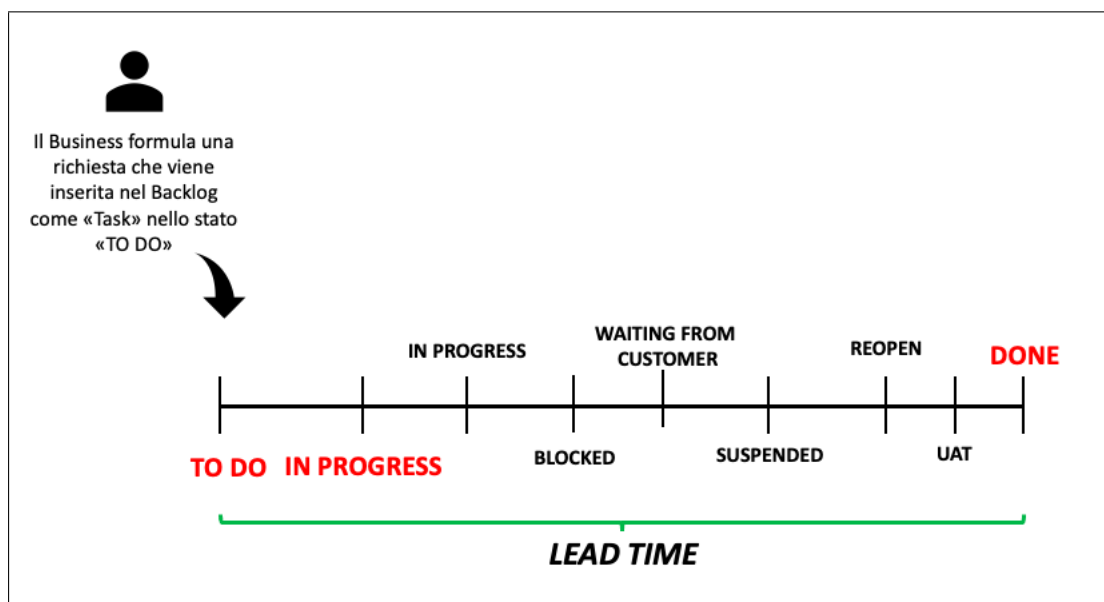 Il Business formula una
richiesta che viene
inserita nel Backlog
come «Task» nello stato
«TO DO»
IN PROGRESS
WAITING FROM
CUSTOMER
REOPEN
DONE
TO DO
IN PROGRESS
BLOCKED
SUSPENDED
UAT
LEAD TIME